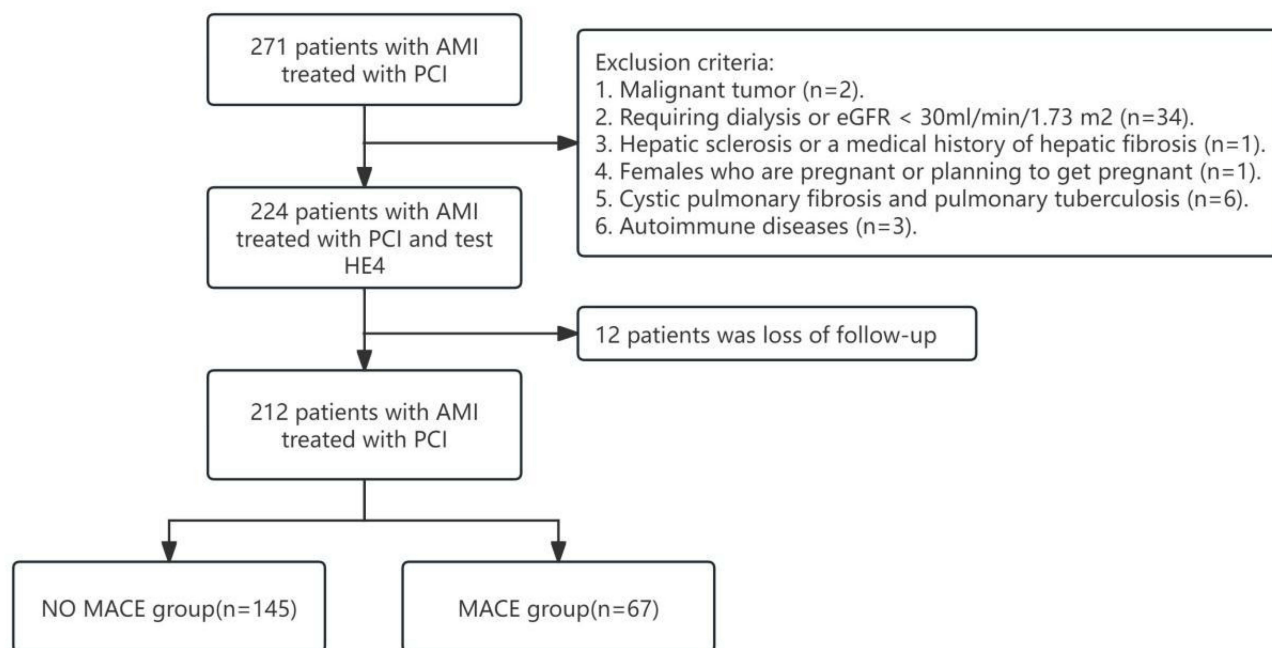 271 patients with AMI
treated with PCI
Exclusion criteria:
1. Malignant tumor (n=2).
2. Requiring dialysis or eGFR < 30ml/min/1.73 m2 (n=34).
3. Hepatic sclerosis or a medical history of hepatic fibrosis (n=1).
4. Females who are pregnant or planning to get pregnant (n=1).
5. Cystic pulmonary fibrosis and pulmonary tuberculosis (n=6).
6. Autoimmune diseases (n=3).
224 patients with AMI
treated with PCI and test
HE4
12 patients was loss of follow-up
212 patients with AMI
treated with PCI
NO MACE group(n=145)
MACE group(n=67)